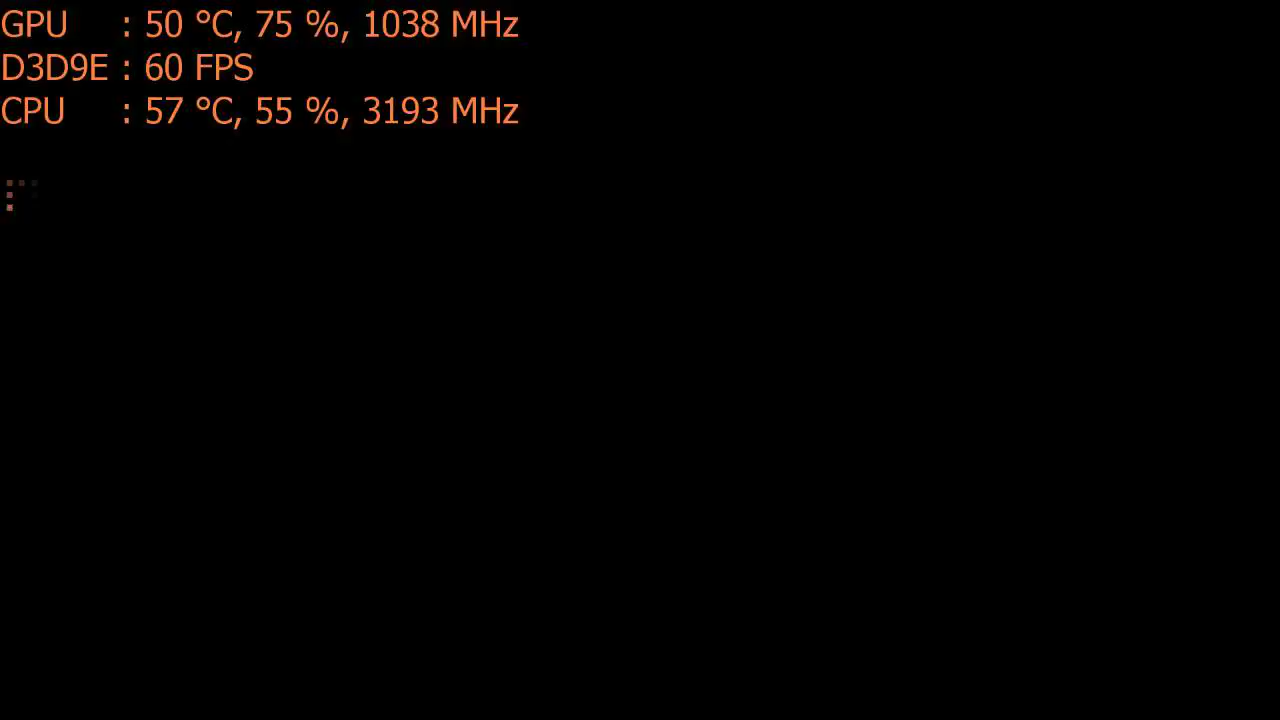 GPU : 50 °C, 75 %, 1038 MHz
D3D9E : 60 FPS
CPU : 57 °C, 55 %, 3193 MHz